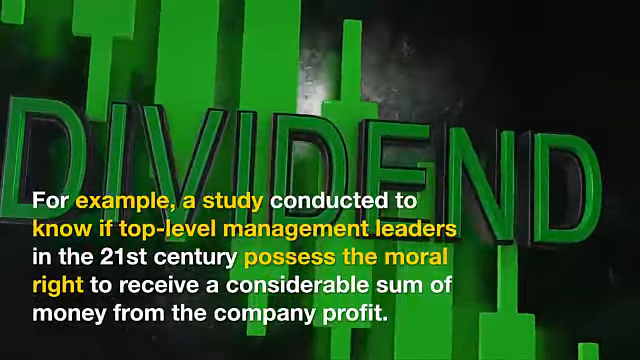 DIVIDEND
For example, a study conducted to
know if top-level management leaders
in the 21st century possess the moral
right to receive a considerable sum of
money from the company profit.